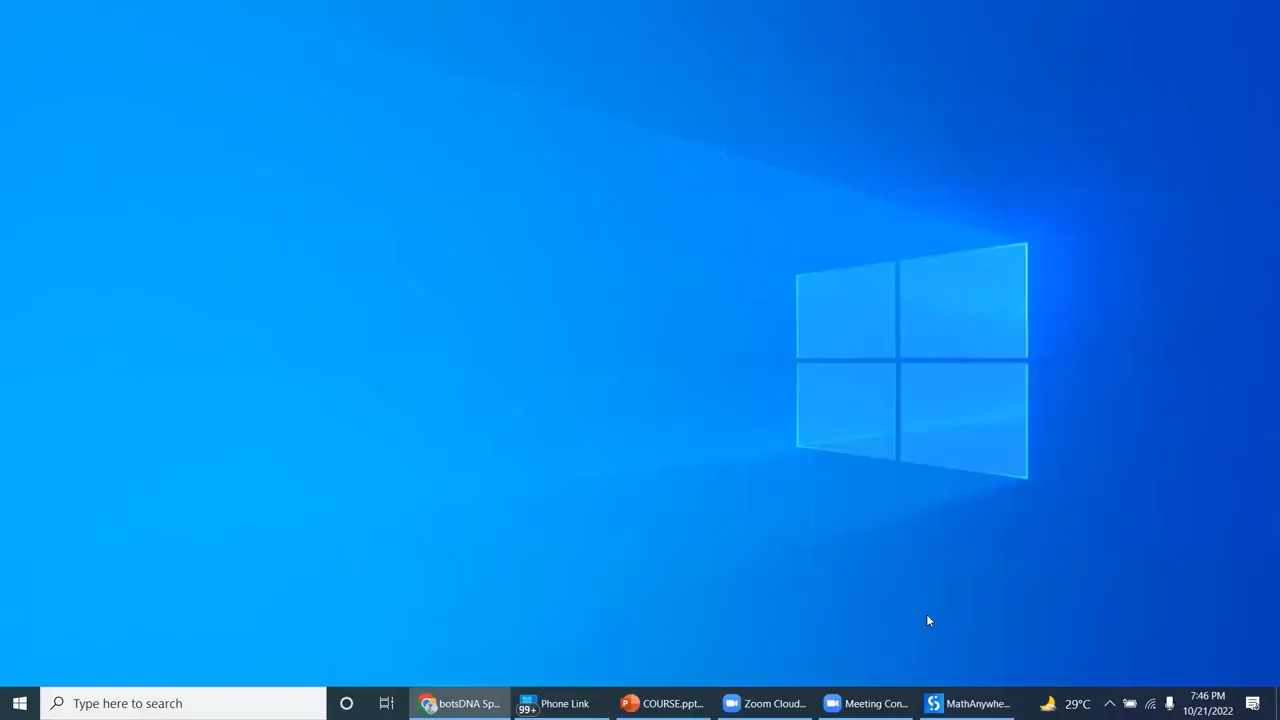 Type here to search
botsDNA Sp...
99+
Phone Link
COURSE.ppt...
Zoom Cloud...
Meeting Con...
MathAnywhe...
29°C
7:46 PM
10/21/2022